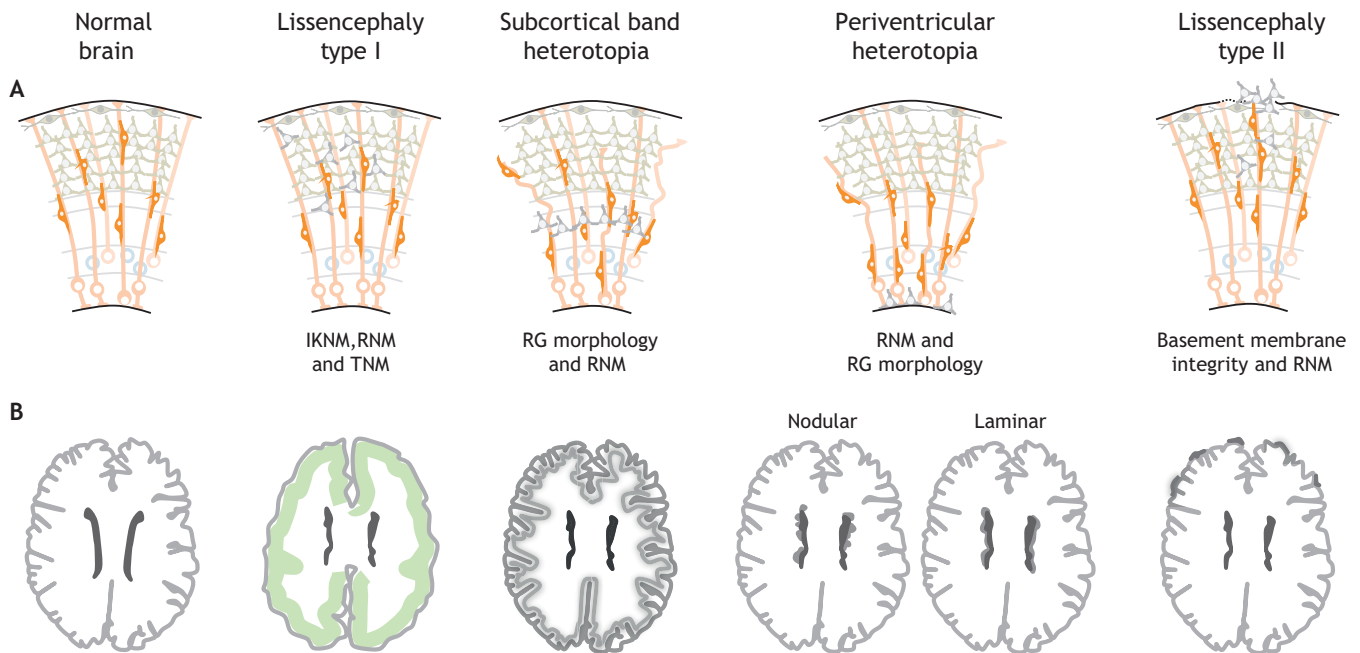 Normal
brain
Lissencephaly
type I
Subcortical band
heterotopia
Periventricular
heterotopia
Lissencephaly
type II
A
IKNM,RNM
and TNM
RG morphology
and RNM
RNM and
RG morphology
Basement membrane
integrity and RNM
B
Nodular
Laminar